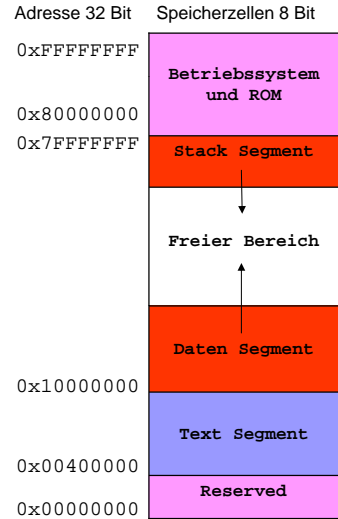 Adresse 32 Bit Speicherzellen 8 Bit
0xFFFFFFFF
Betriebssystem
und ROM
0x80000000
0x7FFFFFFF
Stack Segment
Freier Bereich
Daten Segment
0x10000000
Text Segment
0x00400000
Reserved
0x00000000